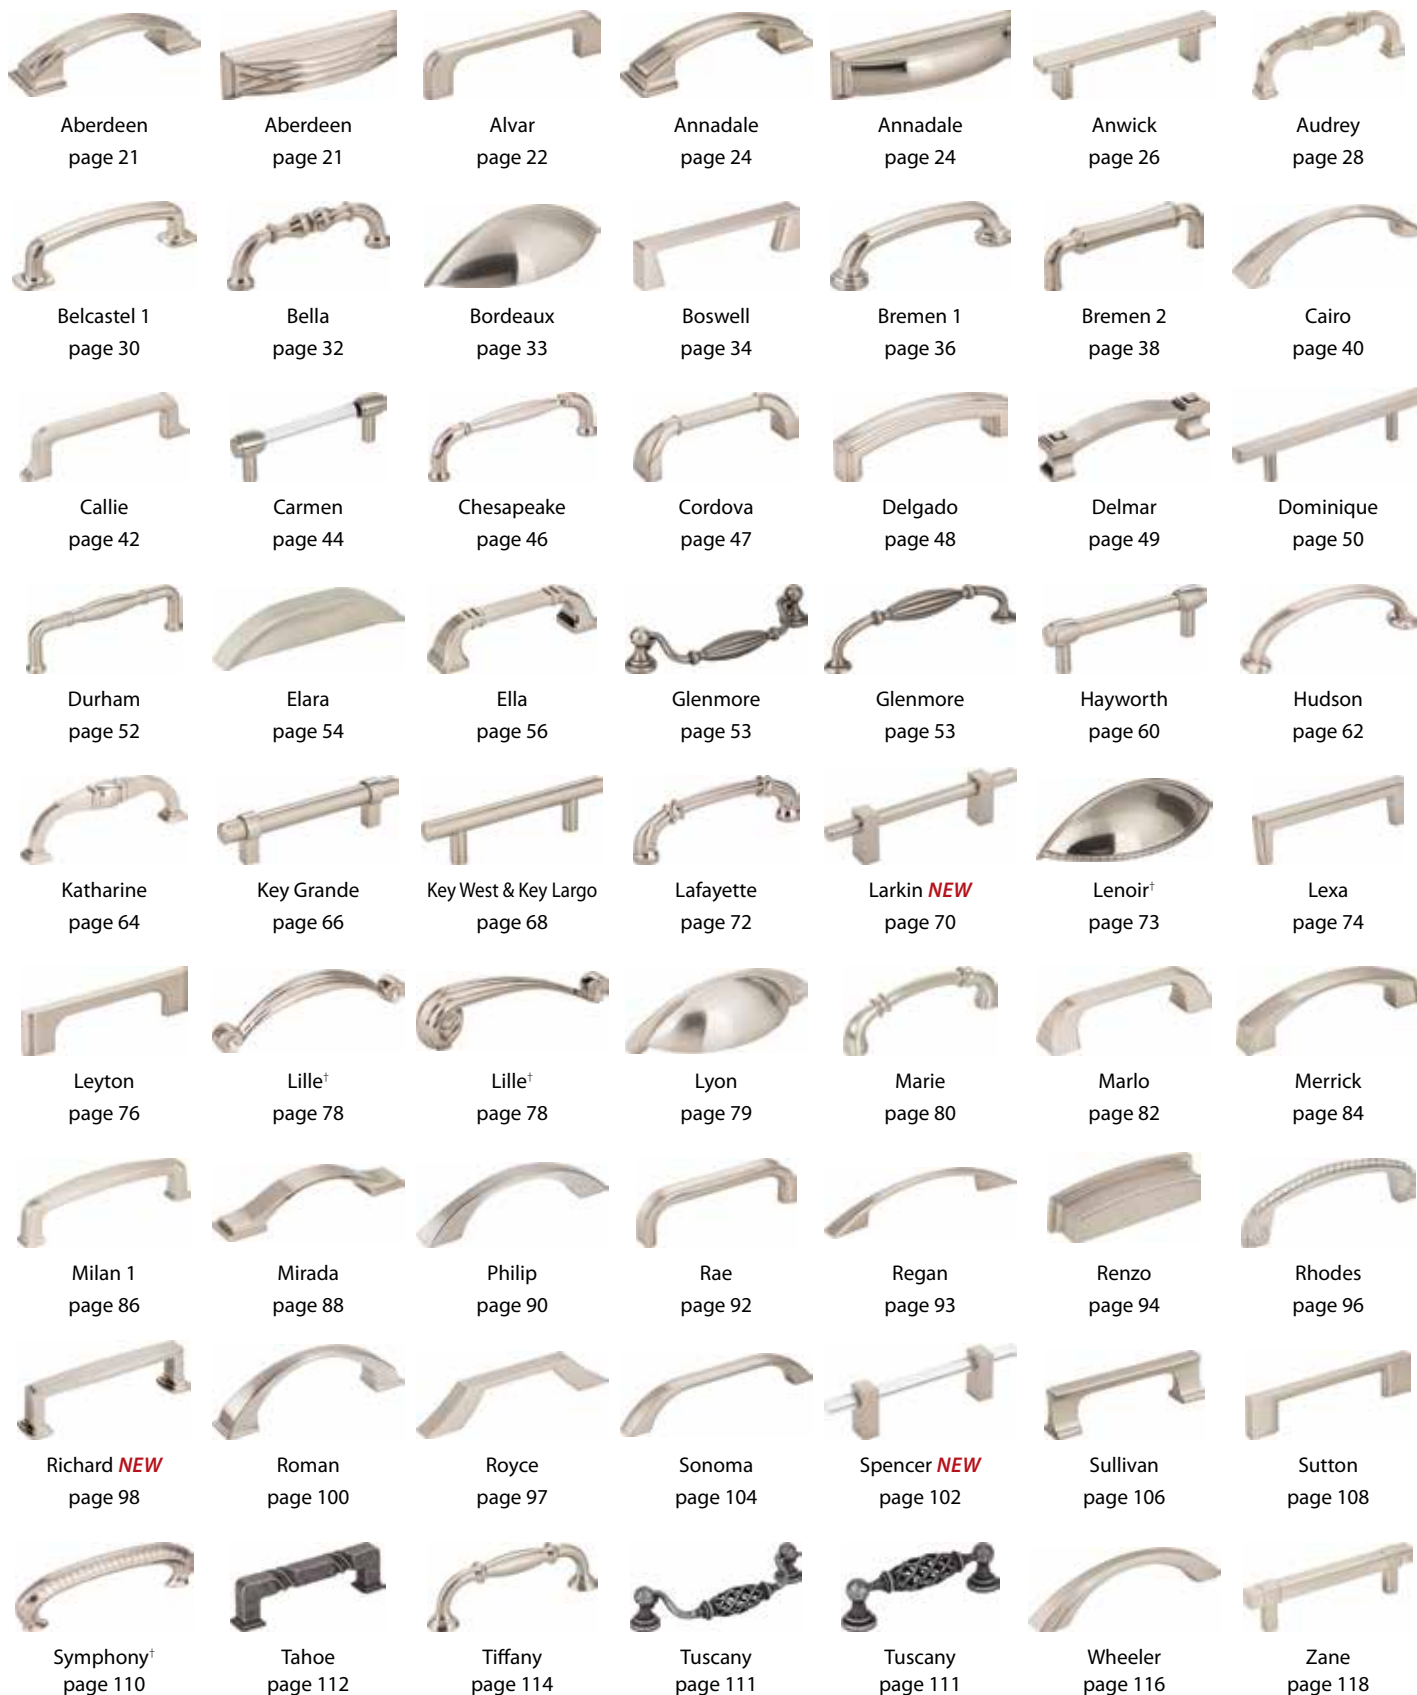 Aberdeen Aberdeen Alvar Annadale Annadale Anwick Audrey
page 21 page 21 page 22 page 24 page 24 page 26 page 28
Belcastel 1 Bella Bordeaux Boswell Bremen 1 Bremen 2 Cairo
page 30 page 32 page 33 page 34 page 36 page 38 page 40
Callie Carmen Chesapeake Cordova Delgado Delmar Dominique
page 42 page 44 page 46 page 47 page 48 page 49 page 50
Durham Elara Ella Glenmore Glenmore Hayworth Hudson
page 52 page 54 page 56 page 53 page 53 page 60 page 62
Katharine Key Grande Key West & Key Largo Lafayette Larkin NEW Lenoir† Lexa
page 64 page 66 page 68 page 72 page 70 page 73 page 74
Leyton Lille† Lille† Lyon Marie Marlo Merrick
page 76 page 78 page 78 page 79 page 80 page 82 page 84
Milan 1 Mirada Philip Rae Regan Renzo Rhodes
page 86 page 88 page 90 page 92 page 93 page 94 page 96
Richard NEW Roman Royce Sonoma Spencer NEW Sullivan Sutton
page 98 page 100 page 97 page 104 page 102 page 106 page 108
Symphony† Tahoe Tiffany Tuscany Tuscany Wheeler Zane
page 110 page 112 page 114 page 111 page 111 page 116 page 118